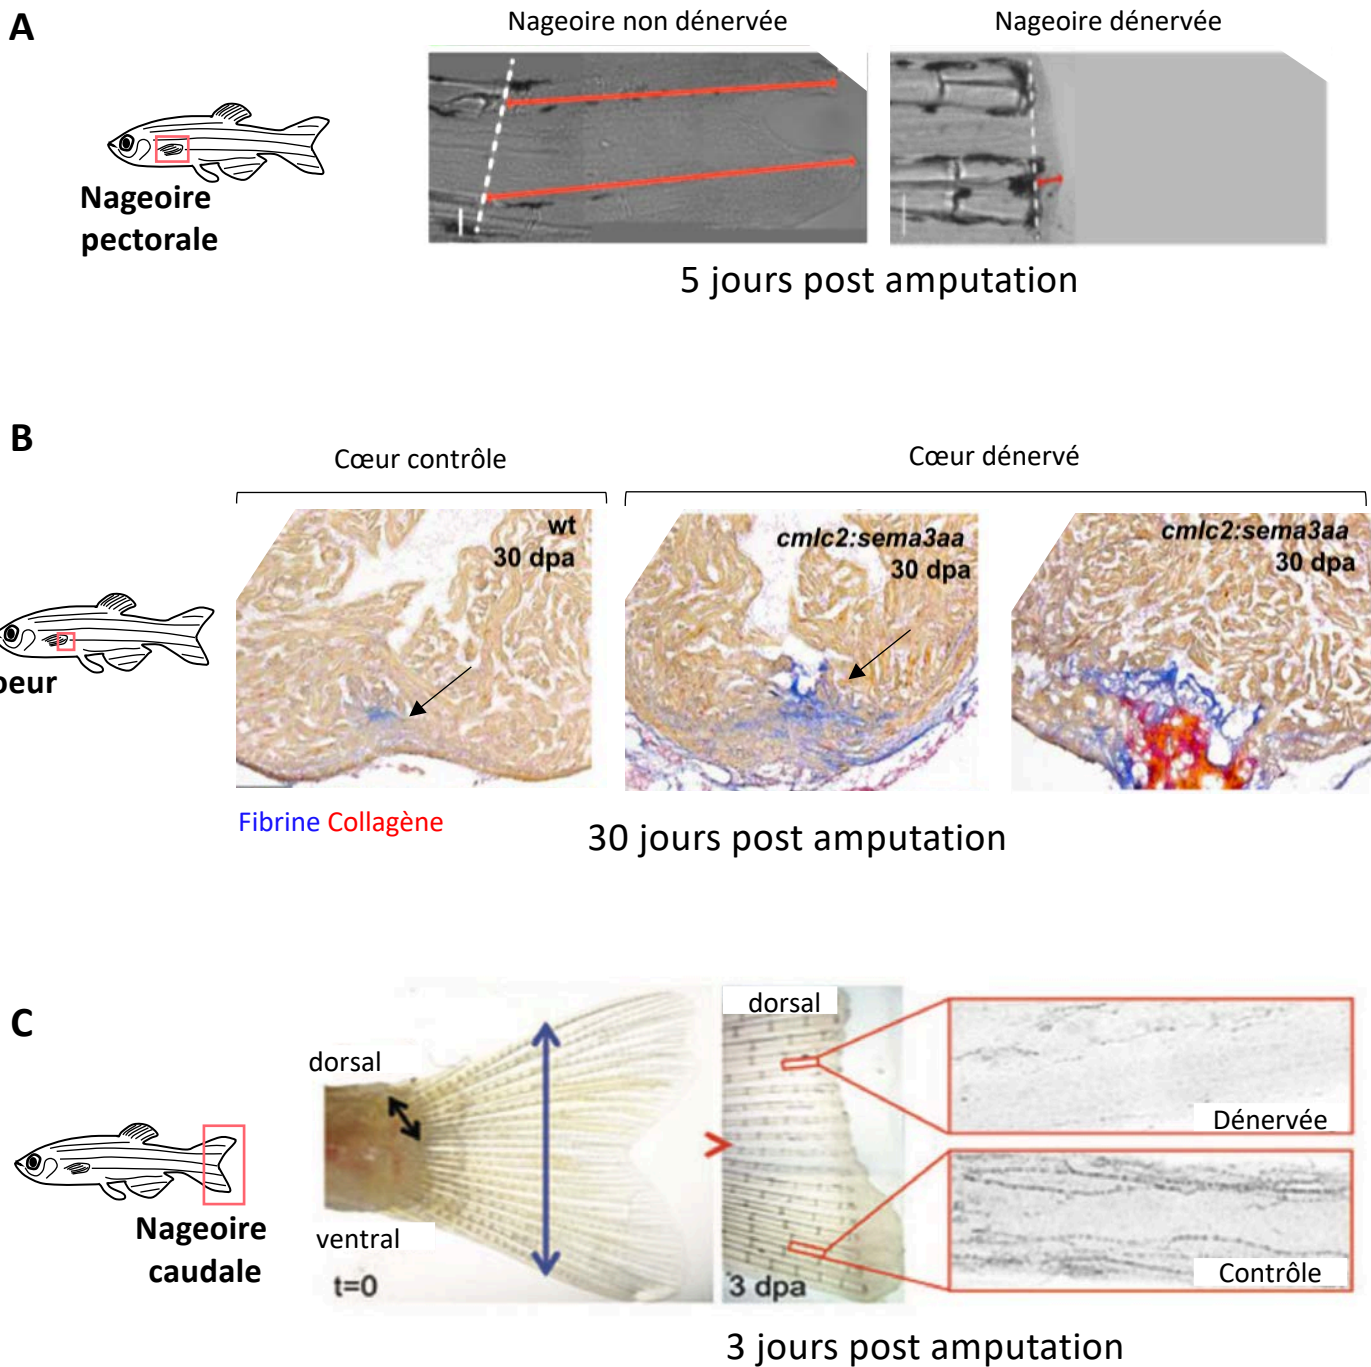 A
Nageoire non dénervée
Nageoire dénervée
Nageoire
pectorale
5 jours post amputation
B
Cœur contrôle
Cœur dénervé
wt
30 dpa
cmlc2:sema3aa
30 dpa
cmlc2:sema3aa
30 dpa
oeur
Fibrine Collagène
30 jours post amputation
C
dorsal
ventral
t=0
dorsal
3 dpa
Dénervée
Contrôle
Nageoire
caudale
3 jours post amputation